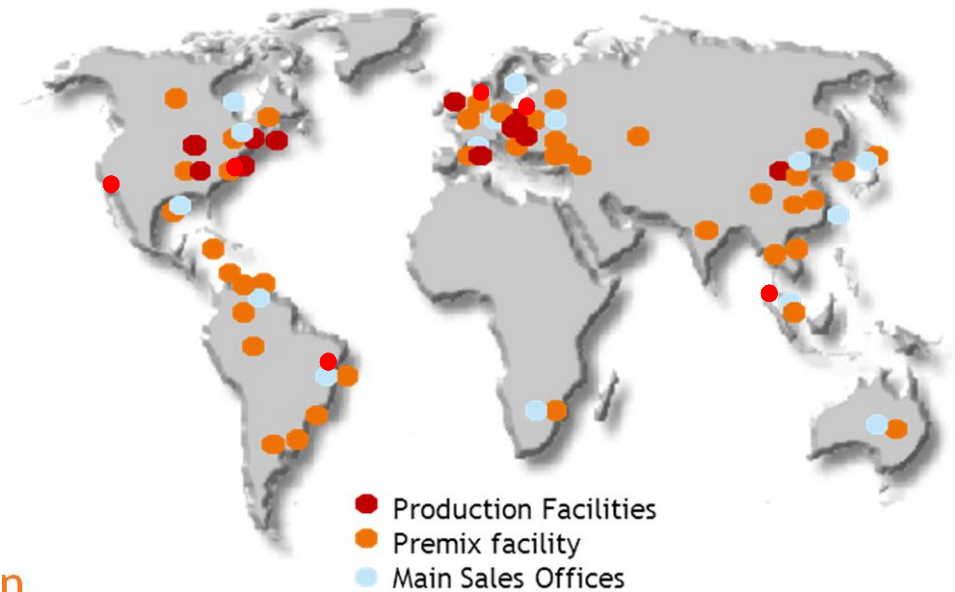 Production Facilities
Premix facility
Main Sales Offices
n